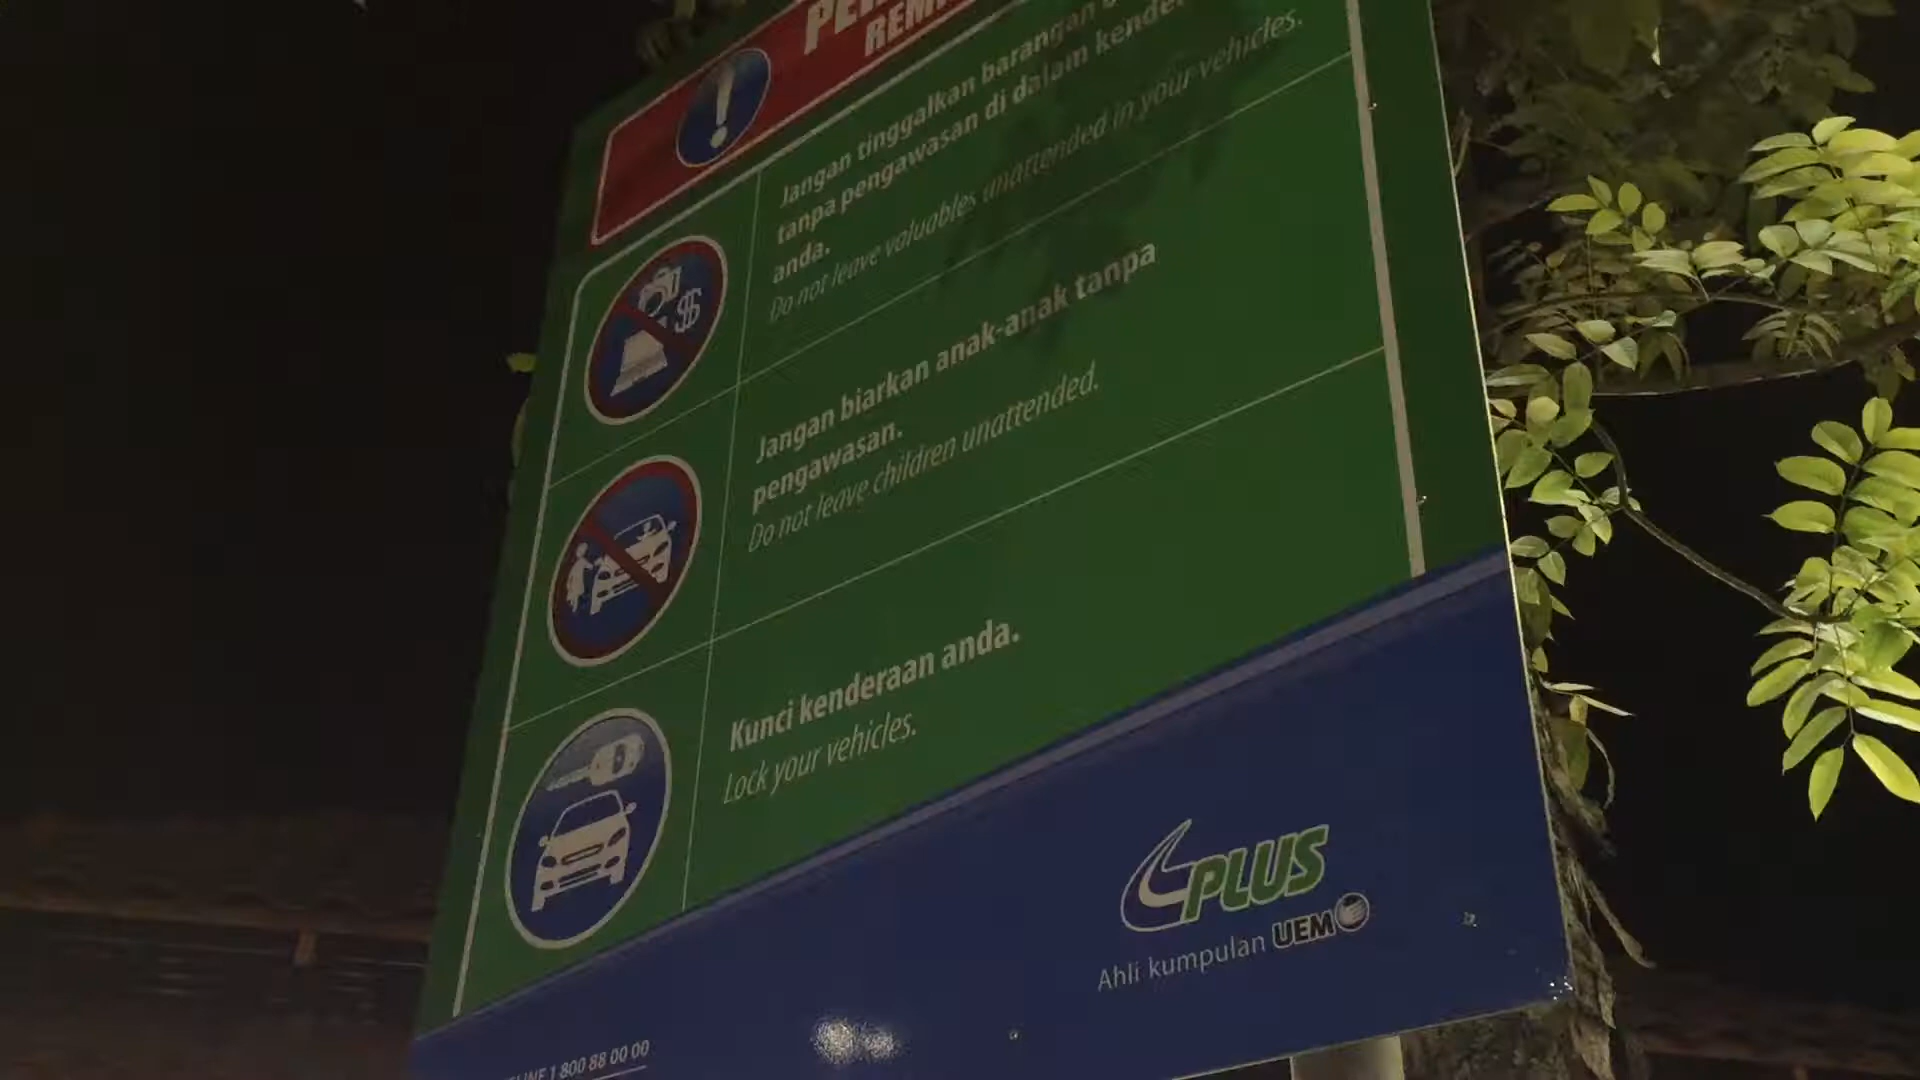 Jangan tinggalkan barangan
tanpa pengawasan di dalam
anda.
Do not leave valuables unattended in your vehicles.
$$
Jangan biarkan anak-anak tanpa
pengawasan.
Do not leave children unattended.
Kunci kenderaan anda.
Lock your vehicles.
PLUS
Ahli kumpulan UEM
1 800 88 00 00